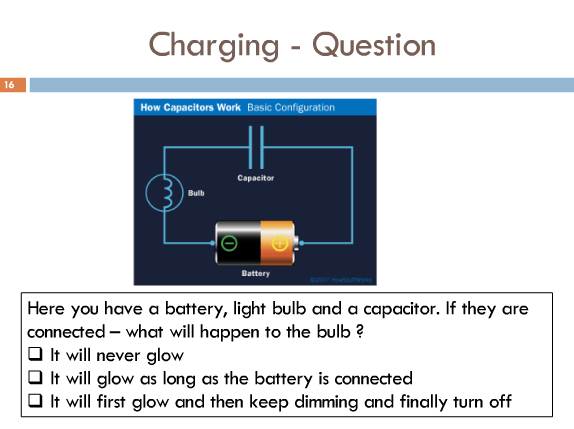 Charging - Question
16
How Capacitors Work Basic Configuration
Capacitor
Bulb
Battery
Here you have a battery, light bulb and a capacitor. If they are
connected – what will happen to the bulb ?
❑ It will never glow
❑ It will glow as long as the battery is connected
❑ It will first glow and then keep dimming and finally turn off